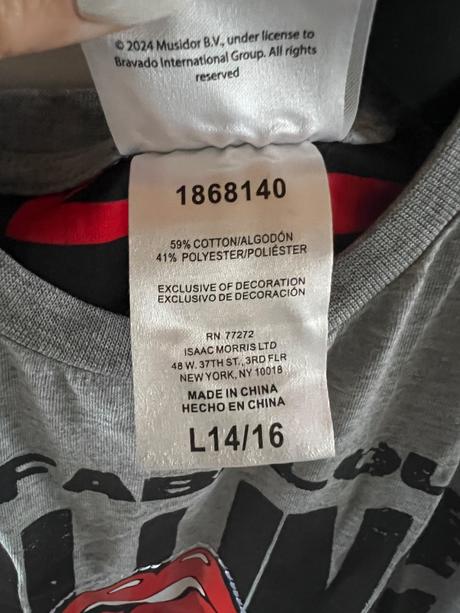 © 2024 Musidor B.V., under license to
Bravado International Group. All rights
reserved
1868140
59% COTTON/ALGODÓN
41% POLYESTER/POLIÉSTER
EXCLUSIVE OF DECORATION
EXCLUSIVO DE DECORACIÓN
RN 77272
ISAAC MORRIS LTD
48 W. 37TH ST., 3RD FLR
NEW YORK, NY 10018
MADE IN CHINA
HECHO EN CHINA
L14/16